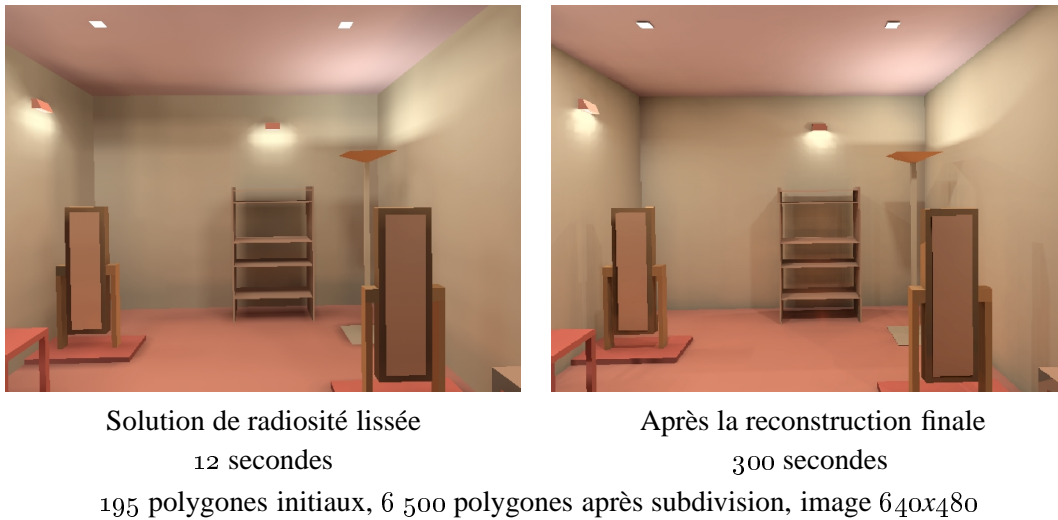 Solution de radiosité lissée
Après la reconstruction finale
12 secondes
300 secondes
195 polygones initiaux, 6 500 polygones après subdivision, image 640x480